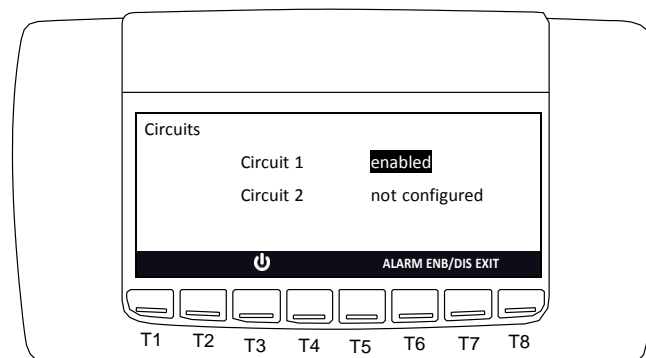 Circuits
Circuit 1 enabled
Circuit 2 not configured
ALARM ENB/DIS EXIT
T1 T2 T3 T4 T5 T6 T7 T8